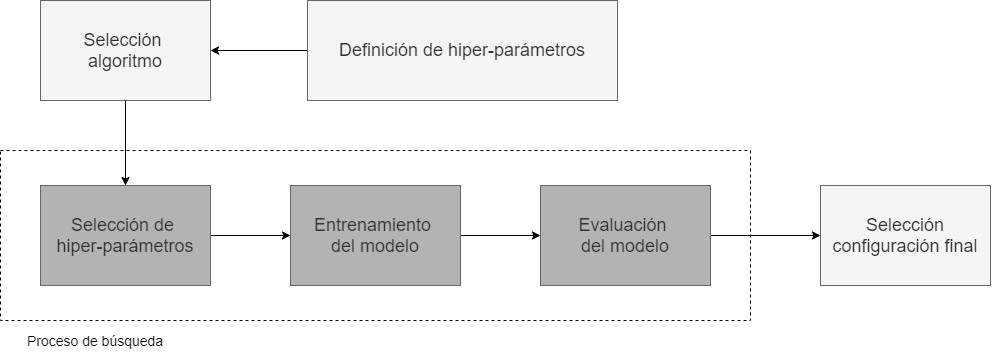 Selección
algoritmo
Definición de hiper-parámetros
Selección de
hiper-parámetros
Entrenamiento
del modelo
Evaluación
del modelo
Selección
configuración final
Proceso de búsqueda